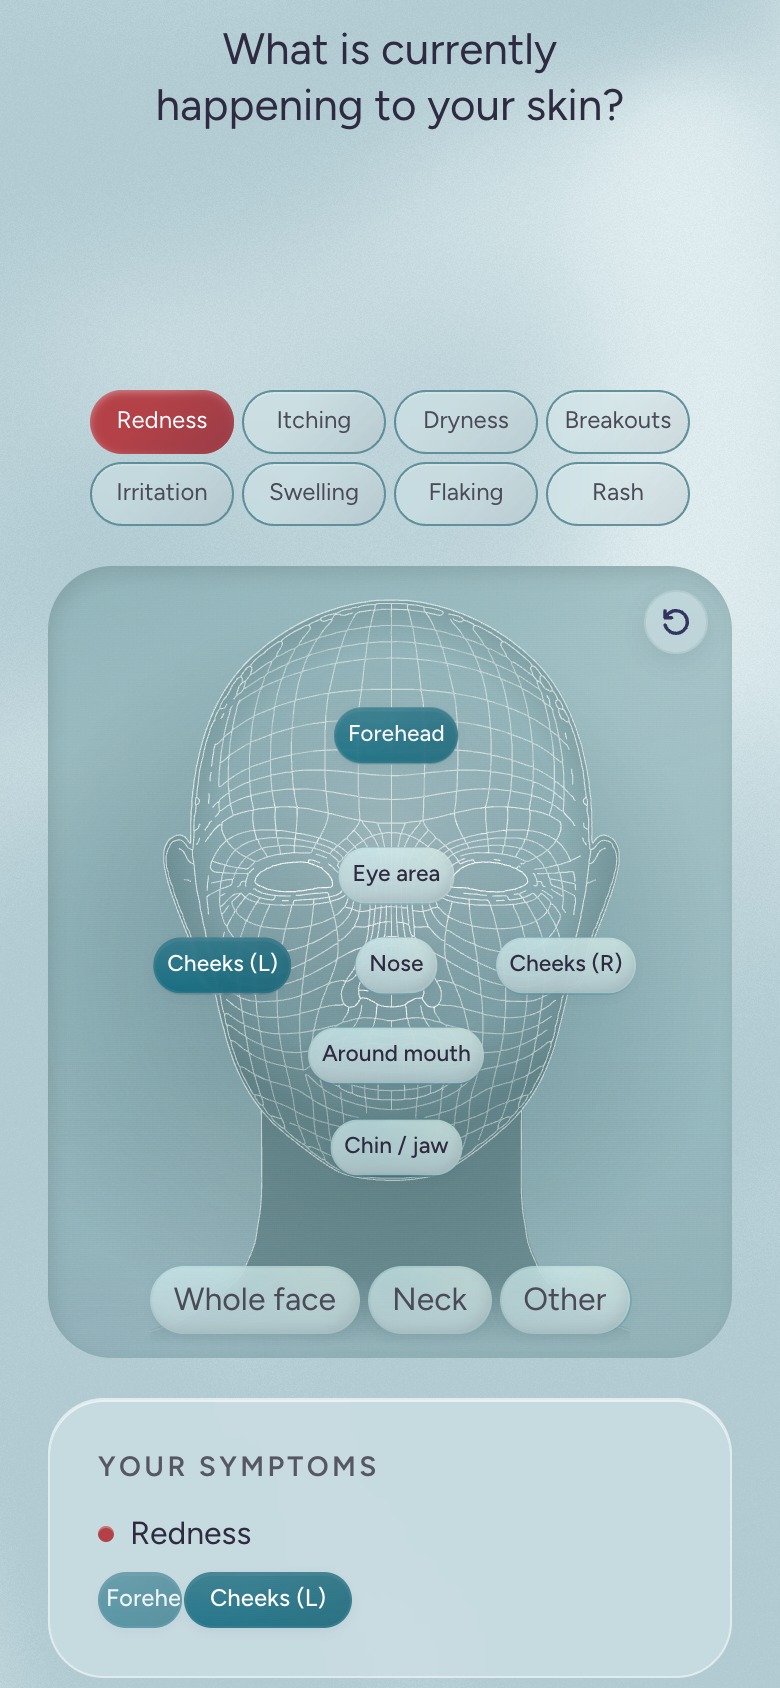 What is currently
happening to your skin?
Redness Itching Dryness Breakouts
Irritation Swelling Flaking Rash
Forehead
Eye area
Cheeks (L) Nose Cheeks (R)
Around mouth
Chin / jaw
Whole face Neck Other
YOUR SYMPTOMS
Redness
Forehe Cheeks (L)